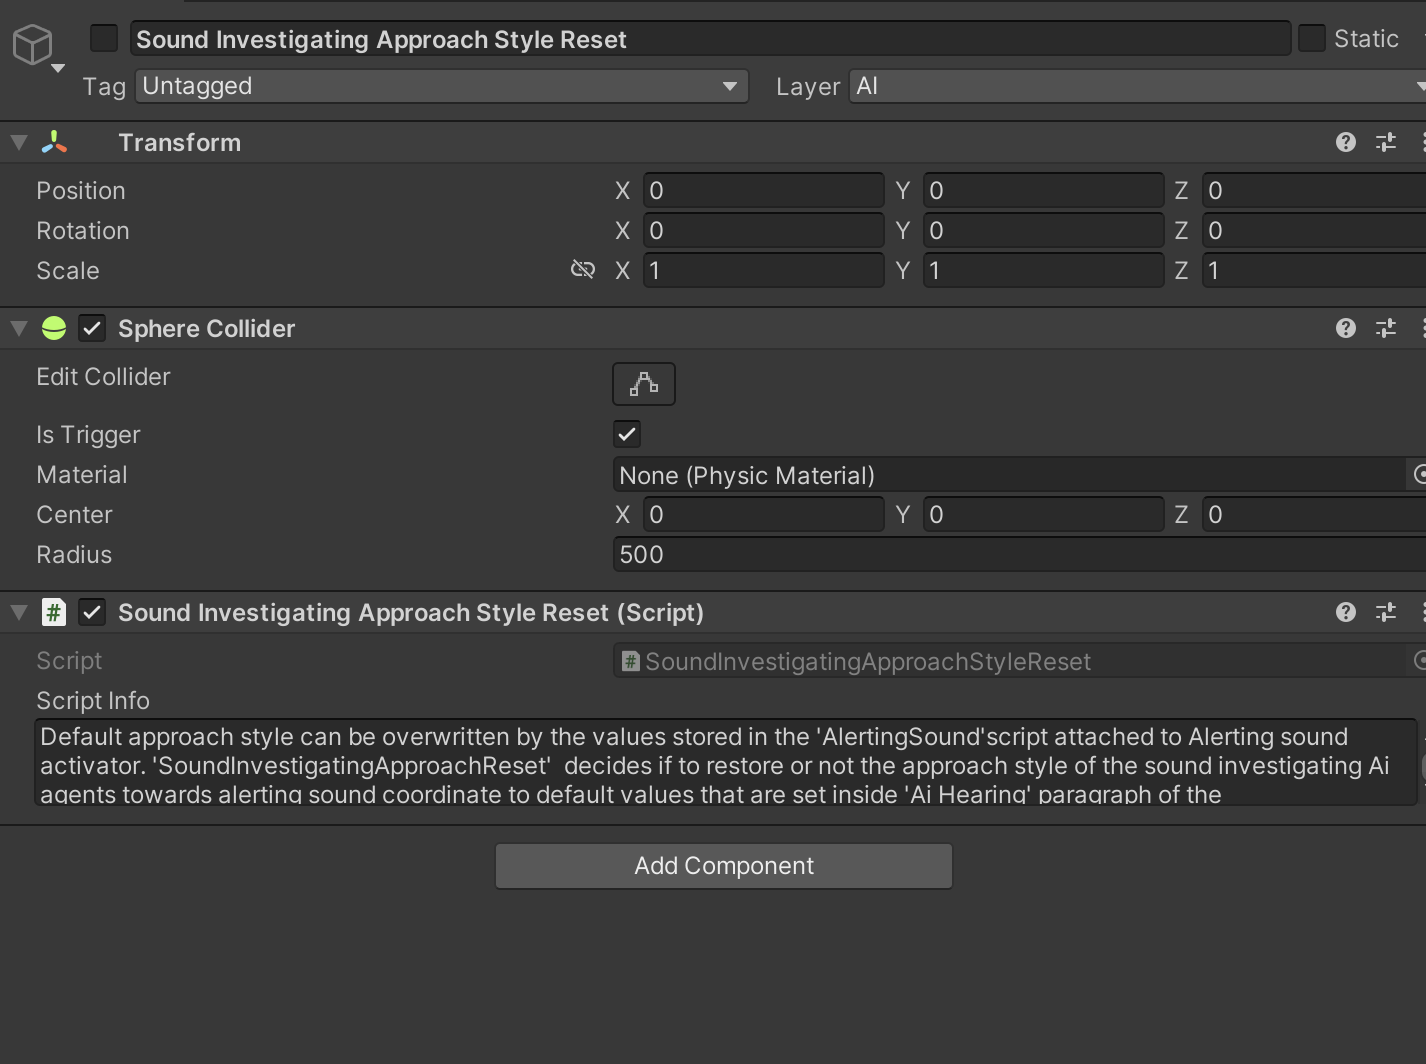 Sound Investigating Approach Style Reset Static
Tag Untagged Layer AI
Transform
Position X 0 Y 0 Z 0
Rotation X 0 Y 0 Z 0
Scale X 1 Y 1 Z 1
Sphere Collider
Edit Collider
Is Trigger
Material None (Physic Material)
Center X 0 Y 0 Z 0
Radius 500
# Sound Investigating Approach Style Reset (Script)
Script # SoundInvestigatingApproachStyleReset
Script Info
Default approach style can be overwritten by the values stored in the 'AlertingSound'script attached to Alerting sound
activator. 'SoundInvestigatingApproachReset'  decides if to restore or not the approach style of the sound investigating Ai
agents towards alerting sound coordinate to default values that are set inside 'Ai Hearing' paragraph of the
Add Component